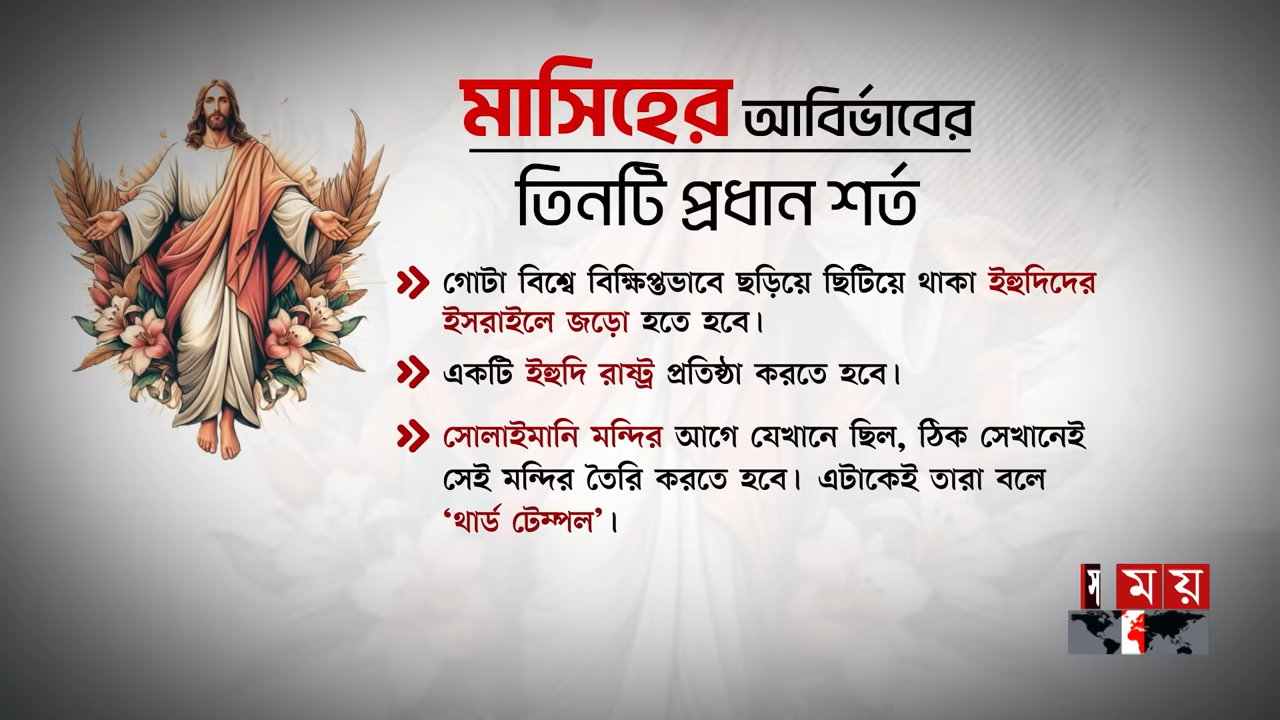 মাসিহের আবির্ভাবের
তিনটি প্রধান শর্ত
গোটা বিশ্বে বিক্ষিপ্তভাবে ছড়িয়ে ছিটিয়ে থাকা ইহুদিদের
ইসরাইলে জড়ো হতে হবে।
একটি ইহুদি রাষ্ট্র প্রতিষ্ঠা করতে হবে।
সোলাইমানি মন্দির আগে যেখানে ছিল, ঠিক সেখানেই
সেই মন্দির তৈরি করতে হবে। এটাকেই তারা বলে
‘থার্ড টেম্পল’।
সময়